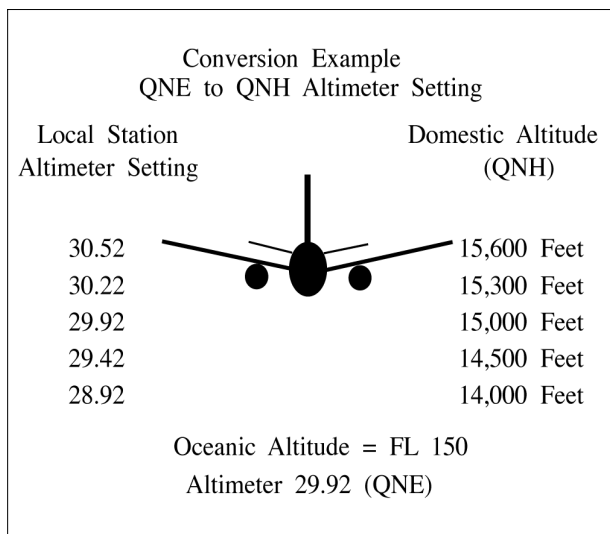 Conversion Example
QNE to QNH Altimeter Setting
Local Station Domestic Altitude
Altimeter Setting (QNH)
30.52 15,600 Feet
30.22 15,300 Feet
29.92 15,000 Feet
29.42 14,500 Feet
28.92 14,000 Feet
Oceanic Altitude = FL 150
Altimeter 29.92 (QNE)